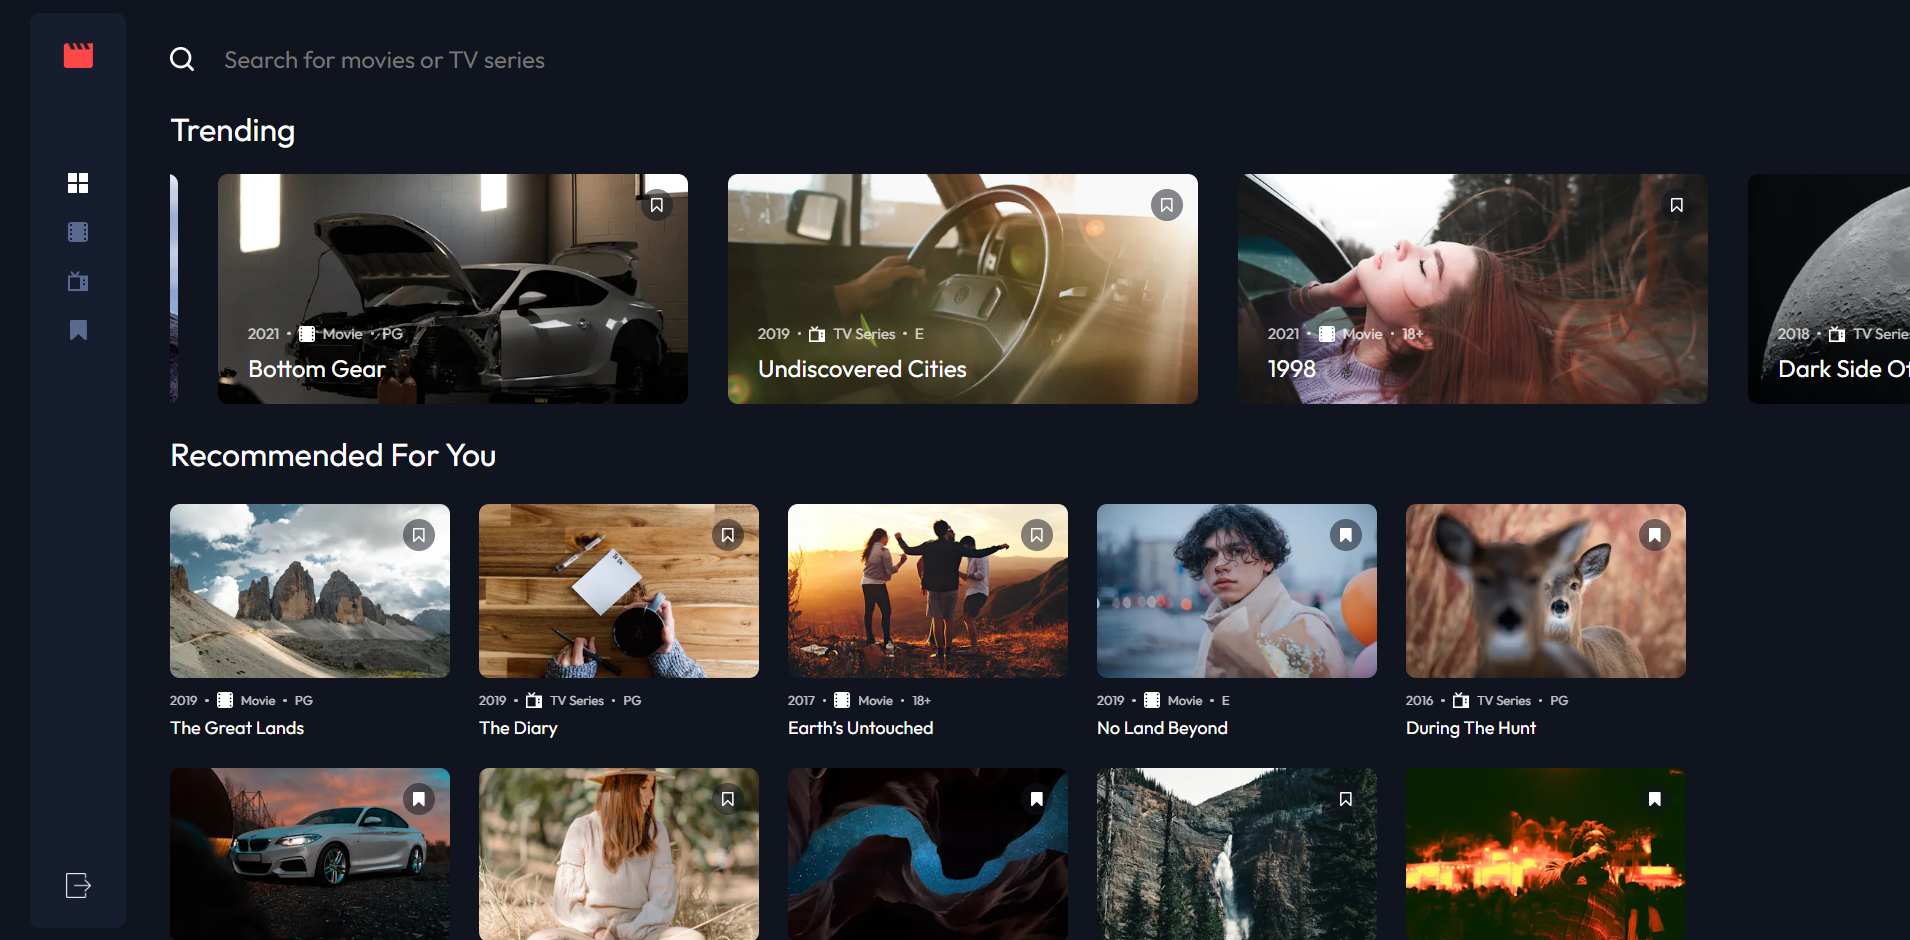 Search for movies or TV series
Trending
2021 • Movie • PG
Bottom Gear
2019 • TV Series • E
Undiscovered Cities
2021 • Movie • 18+
1998
2018 • TV Serie
Dark Side Of
Recommended For You
2019 • Movie • PG
The Great Lands
2019 • TV Series • PG
The Diary
2017 • Movie • 18+
Earth’s Untouched
2019 • Movie • E
No Land Beyond
2016 • TV Series • PG
During The Hunt